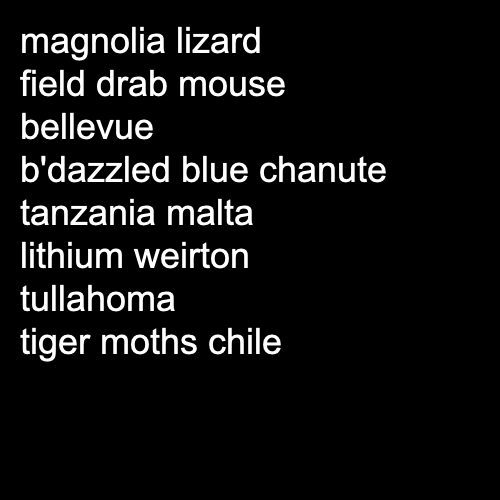 magnolia lizard
field drab mouse
bellevue
b'dazzled blue chanute
tanzania malta
lithium weirton
tullahoma
tiger moths chile